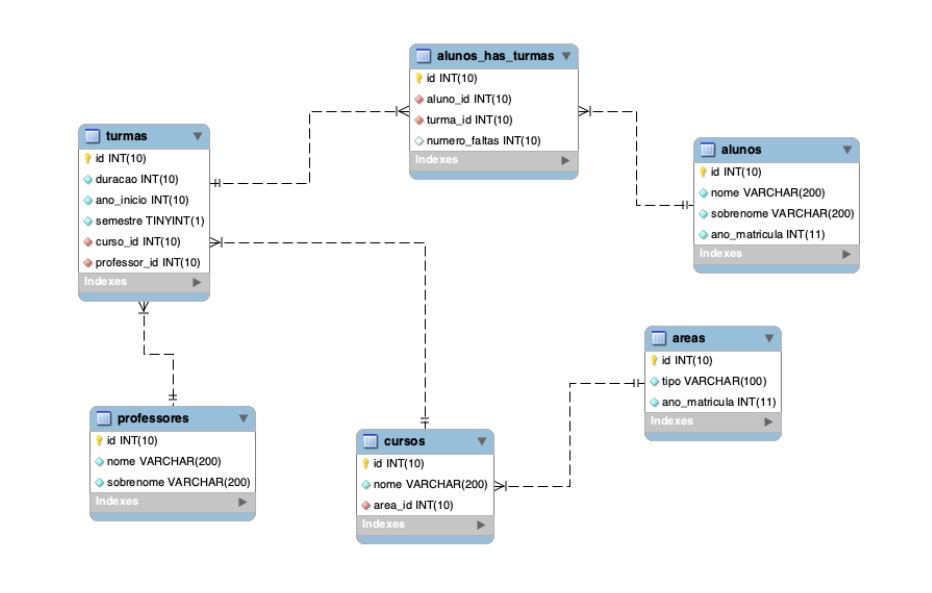 alunos_has_turmas
id INT(10)
aluno_id INT(10)
turma_id INT(10)
numero_faltas INT(10)
Indexes
turmas
id INT(10)
duracao INT(10)
ano_inicio INT(10)
semestre TINYINT(1)
curso_id INT(10)
professor_id INT(10)
Indexes
alunos
id INT(10)
nome VARCHAR(200)
sobrenome VARCHAR(200)
ano_matricula INT(11)
Indexes
areas
id INT(10)
tipo VARCHAR(100)
ano_matricula INT(11)
Indexes
professores
id INT(10)
nome VARCHAR(200)
sobrenome VARCHAR(200)
Indexes
cursos
id INT(10)
nome VARCHAR(200)
area_id INT(10)
Indexes